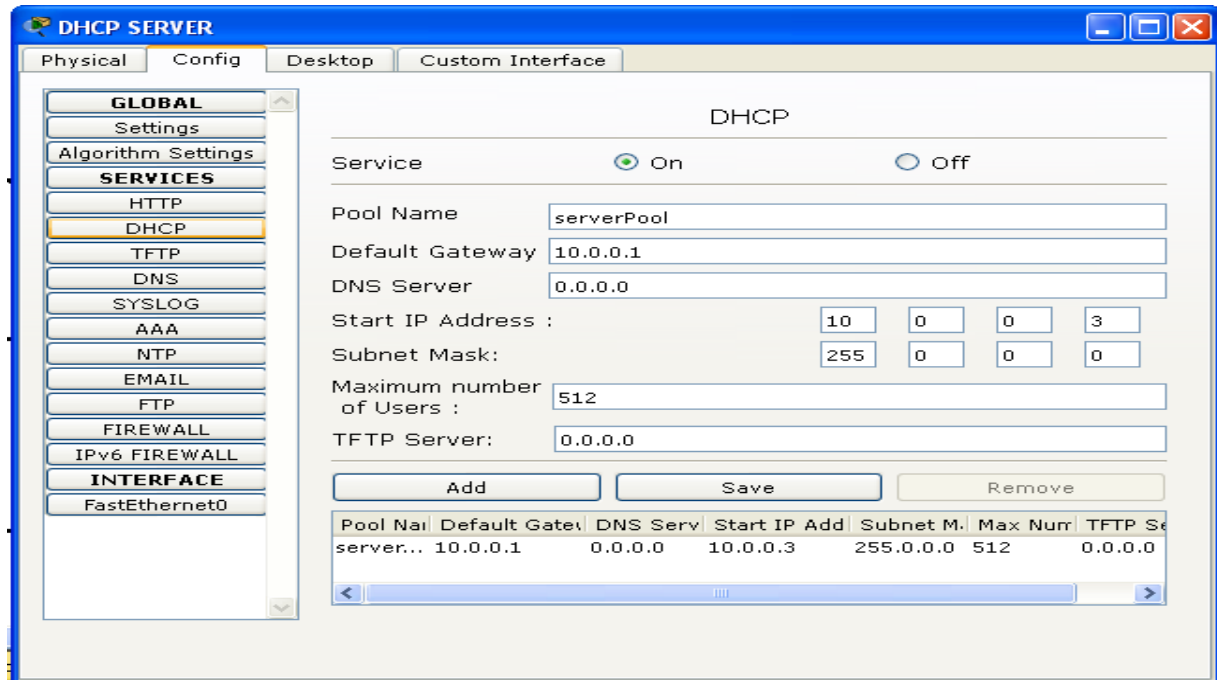 DHCP SERVER
Physical Config Desktop Custom Interface
GLOBAL
Settings
Algorithm Settings
SERVICES
HTTP
DHCP
TFTP
DNS
SYSLOG
AAA
NTP
EMAIL
FTP
FIREWALL
IPv6 FIREWALL
INTERFACE
FastEthernet0
DHCP
Service On Off
Pool Name serverPool
Default Gateway 10.0.0.1
DNS Server 0.0.0.0
Start IP Address : 10 0 0 3
Subnet Mask: 255 0 0 0
Maximum number
of Users : 512
TFTP Server: 0.0.0.0
Add Save Remove
Pool Nai Default Gatev DNS Serv Start IP Add Subnet M. Max Num TFTP Se
server... 10.0.0.1 0.0.0.0 10.0.0.3 255.0.0.0 512 0.0.0.0